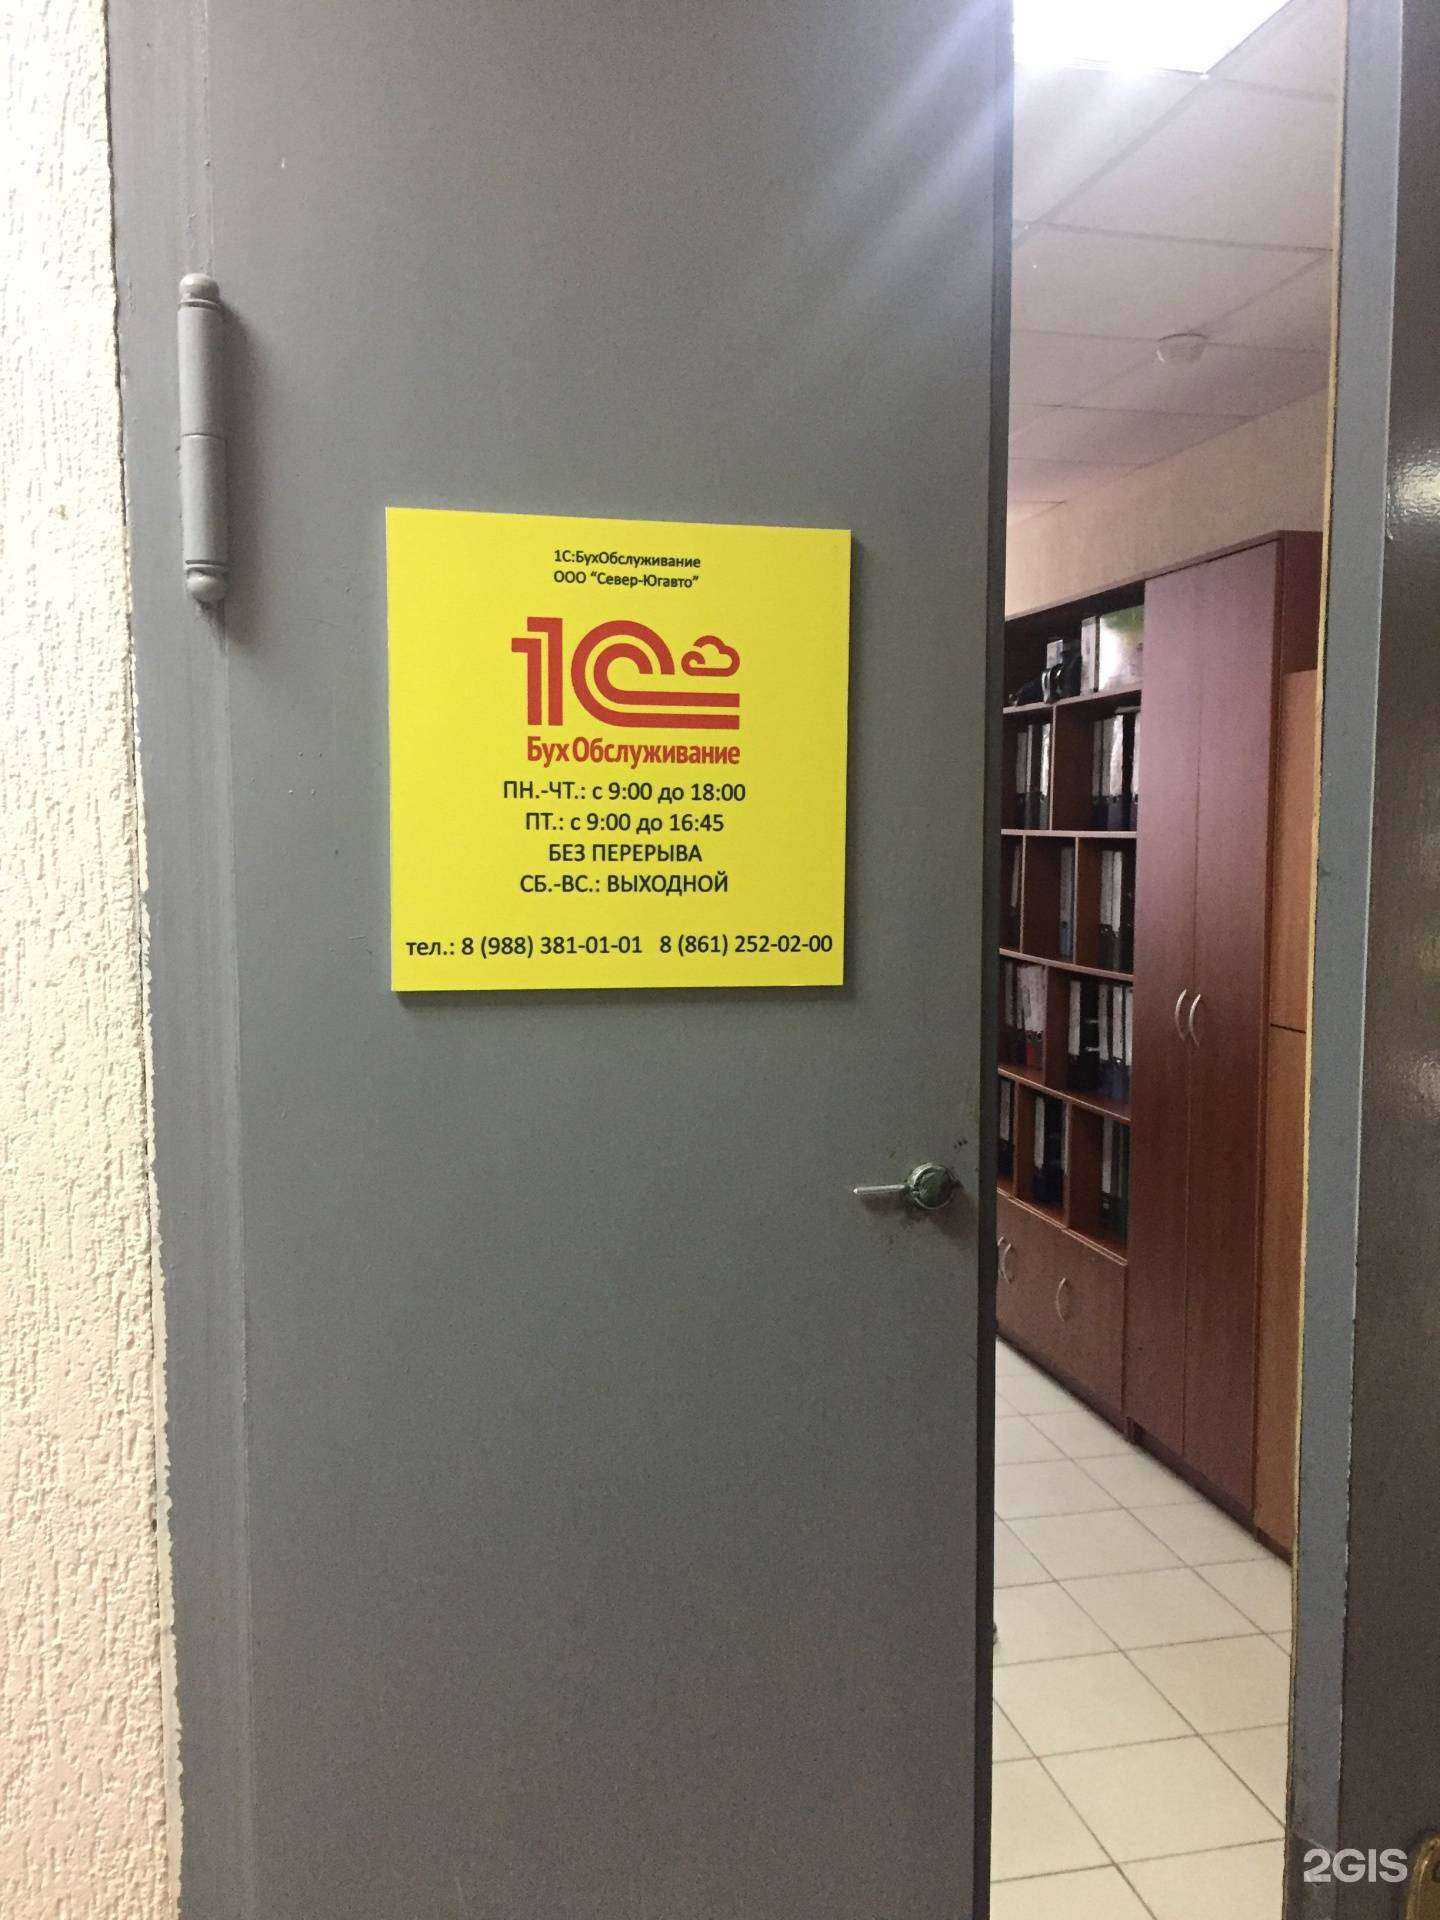 1С:БухОбслуживание
ООО “Север-Югавто”
1С
БухОбслуживание
ПН.-ЧТ.: с 9:00 до 18:00
ПТ.: с 9:00 до 16:45
БЕЗ ПЕРЕРЫВА
СБ.-ВС.: ВЫХОДНОЙ
тел.: 8 (988) 381-01-01 8 (861) 252-02-00
2GIS